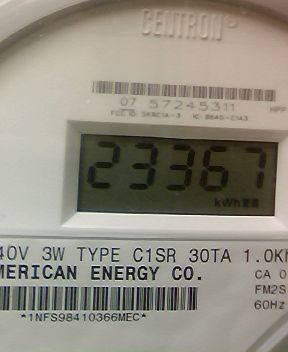 CENTRON®
07 57245311
23367
kWh
40V 3W TYPE C1SR 30TA 1.0Kh
MERICAN ENERGY CO.
CA 0
FM2S
60Hz
*1NFS98410366MEC*